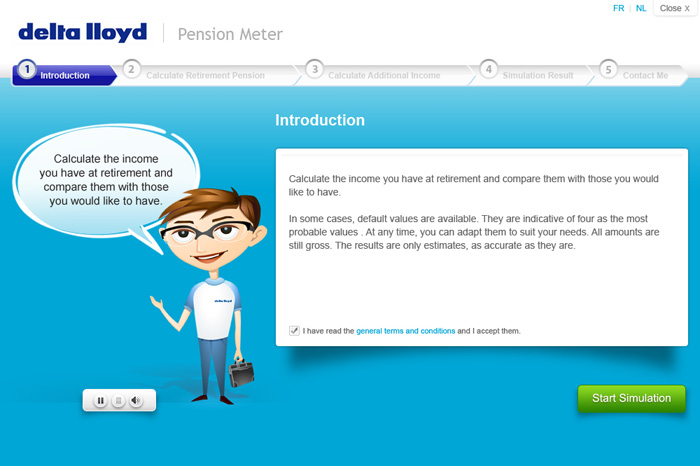 FR | NL Close X
delta lloyd | Pension Meter
1 Introduction 2 Calculate Retirement Pension 3 Calculate Additional Income 4 Simulation Result 5 Contact Me
Introduction
Calculate the income
you have at retirement and
compare them with those
you would like to have.
Calculate the income you have at retirement and compare them with those you would
like to have.
In some cases, default values are available. They are indicative of four as the most
probable values . At any time, you can adapt them to suit your needs. All amounts are
still gross. The results are only estimates, as accurate as they are.
delta lloyd
I have read the general terms and conditions and I accept them.
Start Simulation